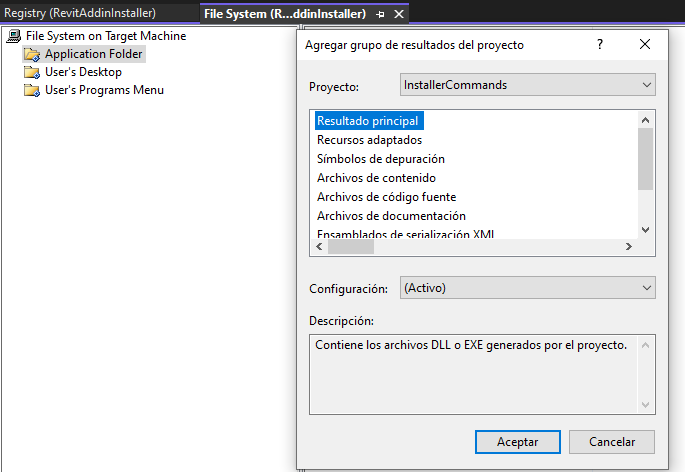 Registry (RevitAddinInstaller)
File System (R...ddinInstaller)
File System on Target Machine
Application Folder
User's Desktop
User's Programs Menu
Agregar grupo de resultados del proyecto
Proyecto:
InstallerCommands
Resultado principal
Recursos adaptados
Símbolos de depuración
Archivos de contenido
Archivos de código fuente
Archivos de documentación
Ensamblados de serialización XML
Configuración:
(Activo)
Descripción:
Contiene los archivos DLL o EXE generados por el proyecto.
Aceptar
Cancelar